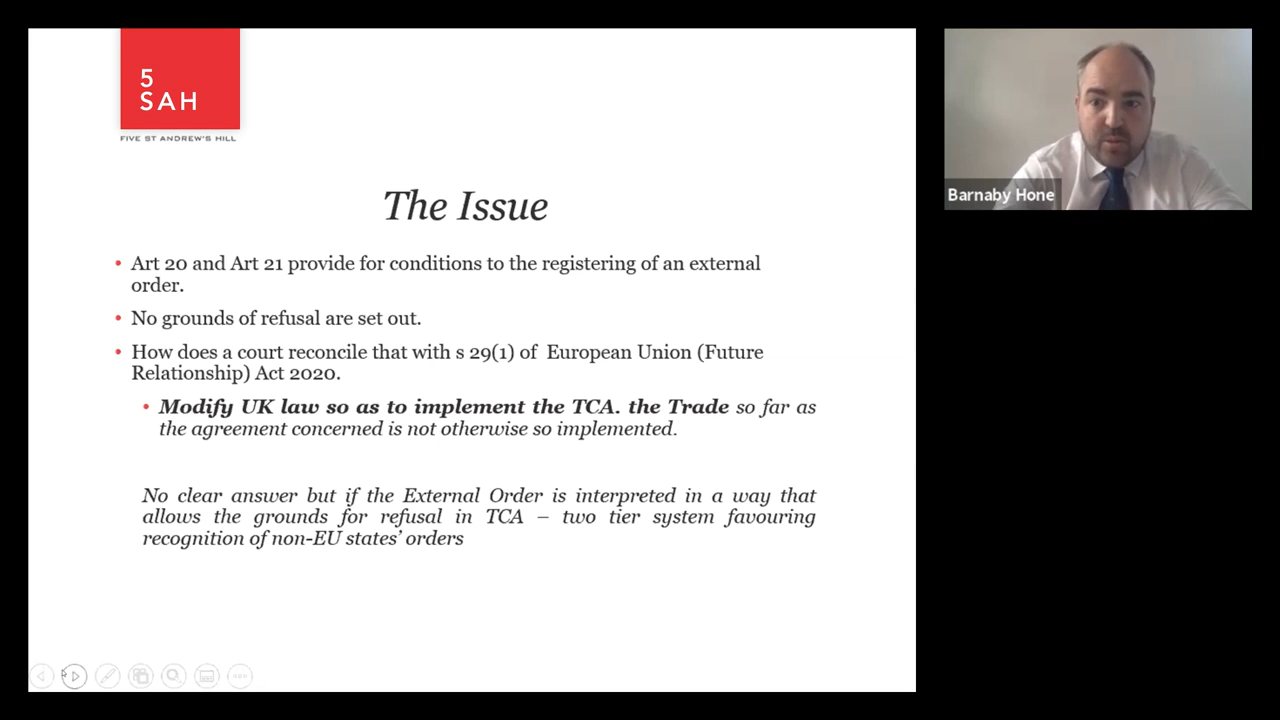 5
SAH
FIVE ST ANDREW'S HILL
The Issue
• Art 20 and Art 21 provide for conditions to the registering of an external
order.
• No grounds of refusal are set out.
• How does a court reconcile that with s 29(1) of European Union (Future
Relationship) Act 2020.
• Modify UK law so as to implement the TCA. the Trade so far as
the agreement concerned is not otherwise so implemented.
No clear answer but if the External Order is interpreted in a way that
allows the grounds for refusal in TCA – two tier system favouring
recognition of non-EU states' orders
Barnaby Hone